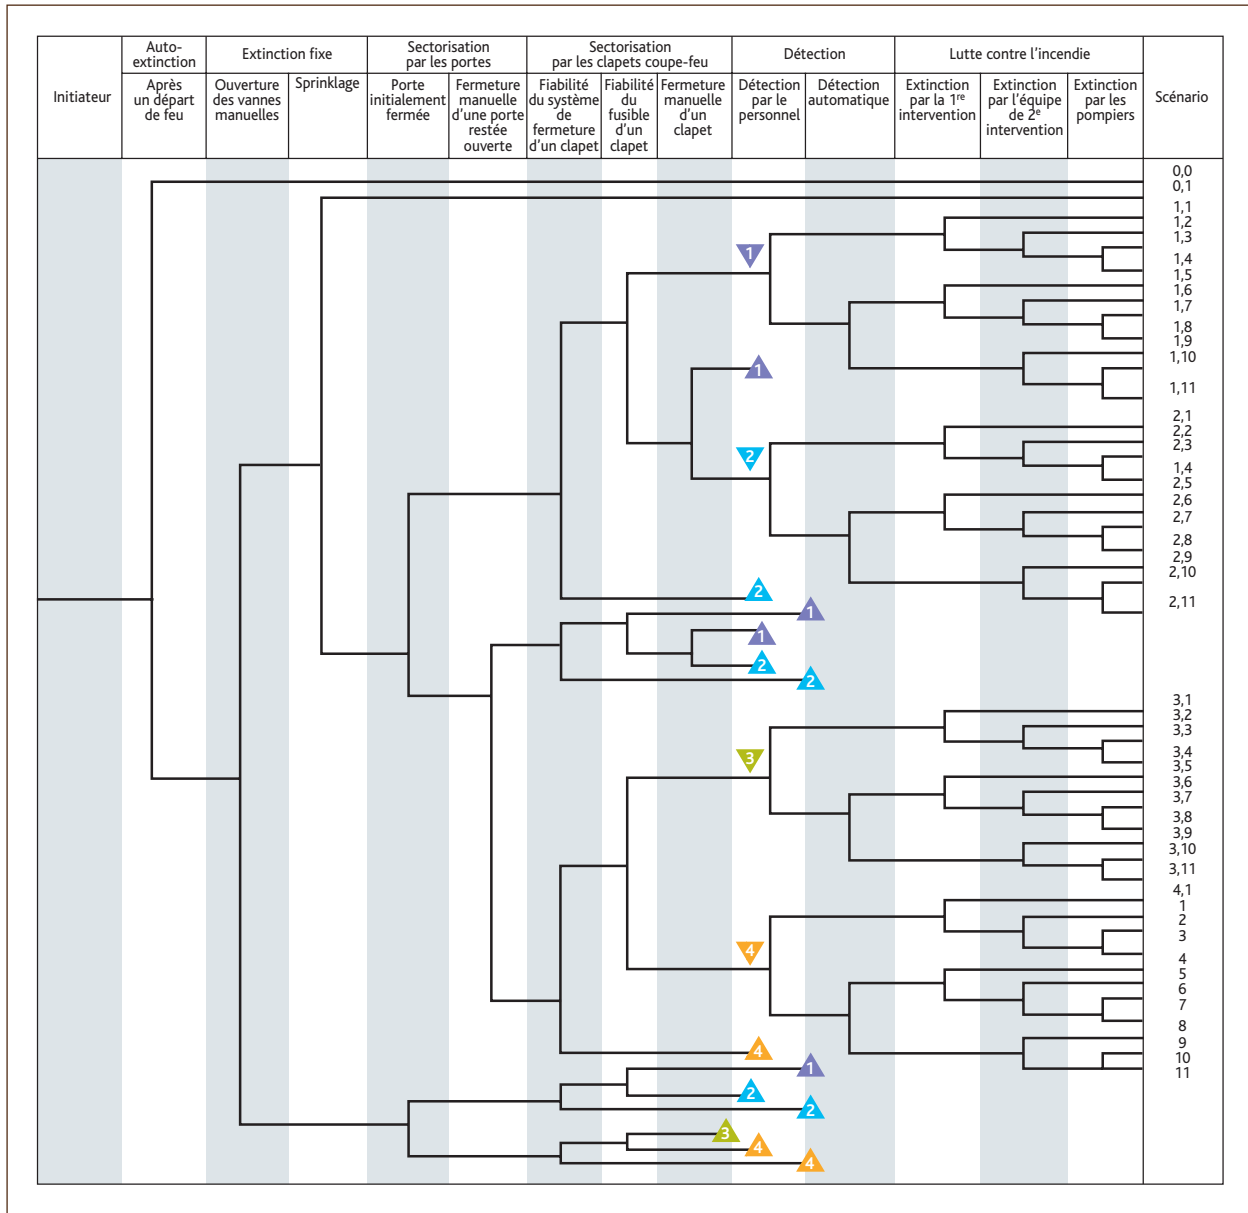 Initiateur
Auto-
extinction
Extinction fixe
Sectorisation
par les portes
Sectorisation
par les clapets coupe-feu
Détection
Lutte contre l'incendie
Scénario
Après
un départ
de feu
Ouverture
des vannes
manuelles
Sprinklage
Porte
initialement
fermée
Fermeture
manuelle
d'une porte
restée
ouverte
Fiabilité
du système
de
fermeture
d'un clapet
Fiabilité
du
fusible
d'un
clapet
Fermeture
manuelle
d'un
clapet
Détection
par le
personnel
Détection
automatique
Extinction
par la 1re
intervention
Extinction
par l'équipe
de 2e
intervention
Extinction
par les
pompiers
0,0
0,1
1,1
1,2
1,3
1
1,4
1,5
1,6
1,7
1,8
1,9
1,10
1
1,11
2,1
2,2
2,3
2
1,4
2,5
2,6
2,7
2,8
2,9
2,10
2
2,11
1
1
2
2
3,1
3,2
3,3
3
3,4
3,5
3,6
3,7
3,8
3,9
3,10
3,11
4,1
1
2
3
4
4
5
6
7
8
9
4
10
1
11
2
2
3
4
4